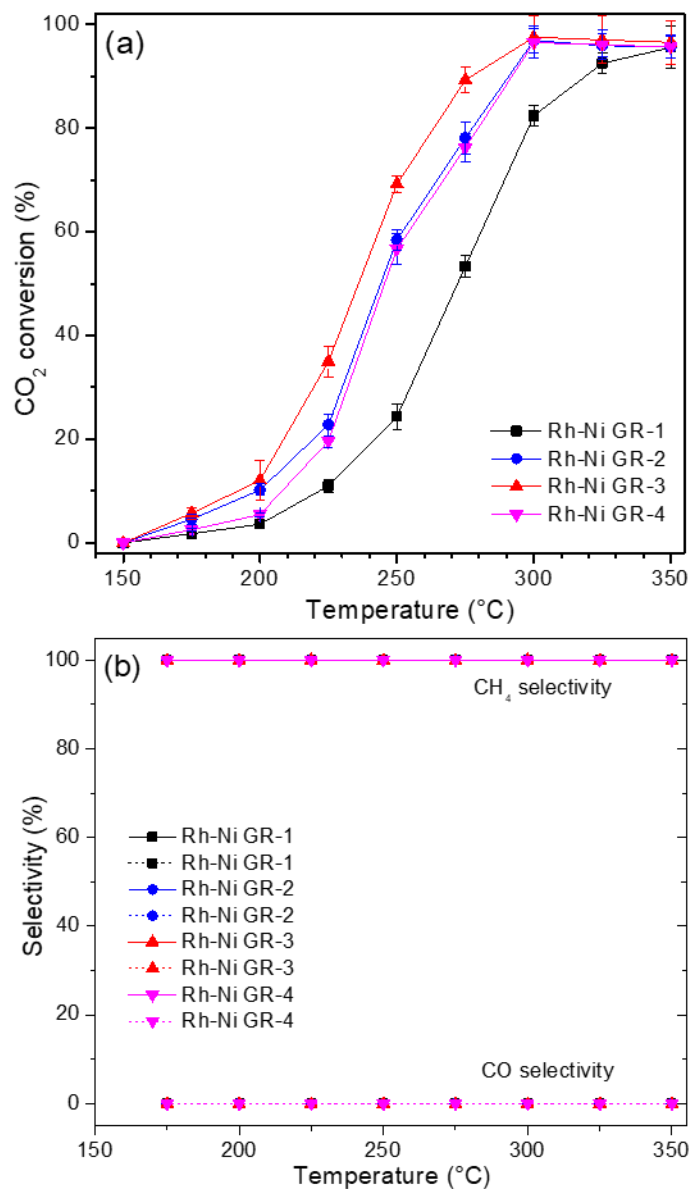 (a)
100
80
60
40
20
0
CO₂ conversion (%)
Rh-Ni GR-1
Rh-Ni GR-2
Rh-Ni GR-3
Rh-Ni GR-4
150 200 250 300 350
Temperature (°C)
(b)
100
80
60
40
20
0
Selectivity (%)
CH₄ selectivity
Rh-Ni GR-1
Rh-Ni GR-1
Rh-Ni GR-2
Rh-Ni GR-2
Rh-Ni GR-3
Rh-Ni GR-3
Rh-Ni GR-4
Rh-Ni GR-4
CO selectivity
150 200 250 300 350
Temperature (°C)